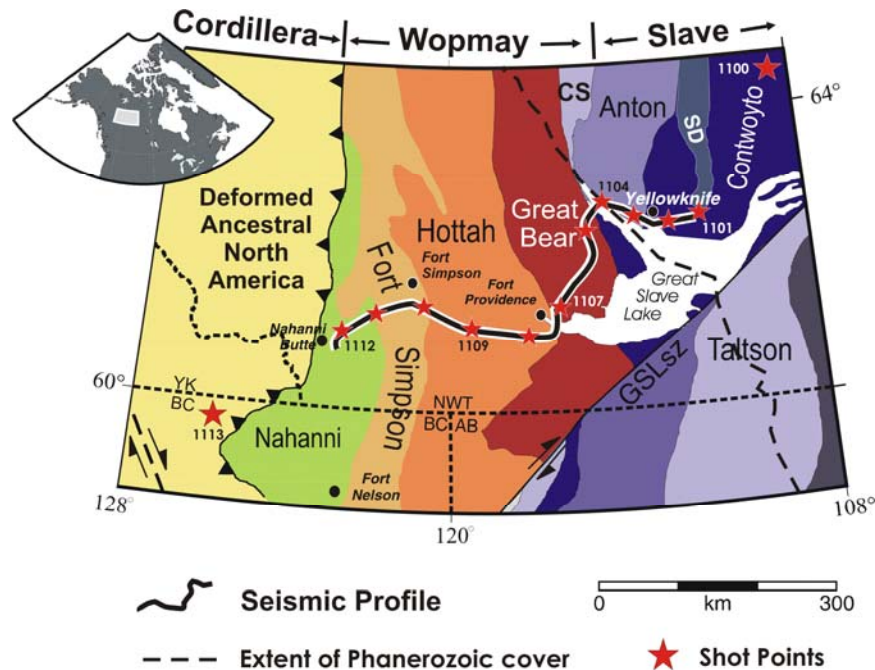 Cordillera
Wopmay
Slave
1100
64°
CS
Anton
SD
Contwoyto
1104
Yellowknife
1101
Deformed
Ancestral
North
America
Great
Bear
Hottah
Fort
Simpson
Fort
Simpson
Fort
Providence
1107
Great
Slave
Lake
Nahanni
Butte
1112
1109
Taltson
GSLsz
60°
YK
BC
1113
NWT
BC
AB
Nahanni
Fort
Nelson
128°
120°
108°
Seismic Profile
0
300
km
Extent of Phanerozoic cover
Shot Points